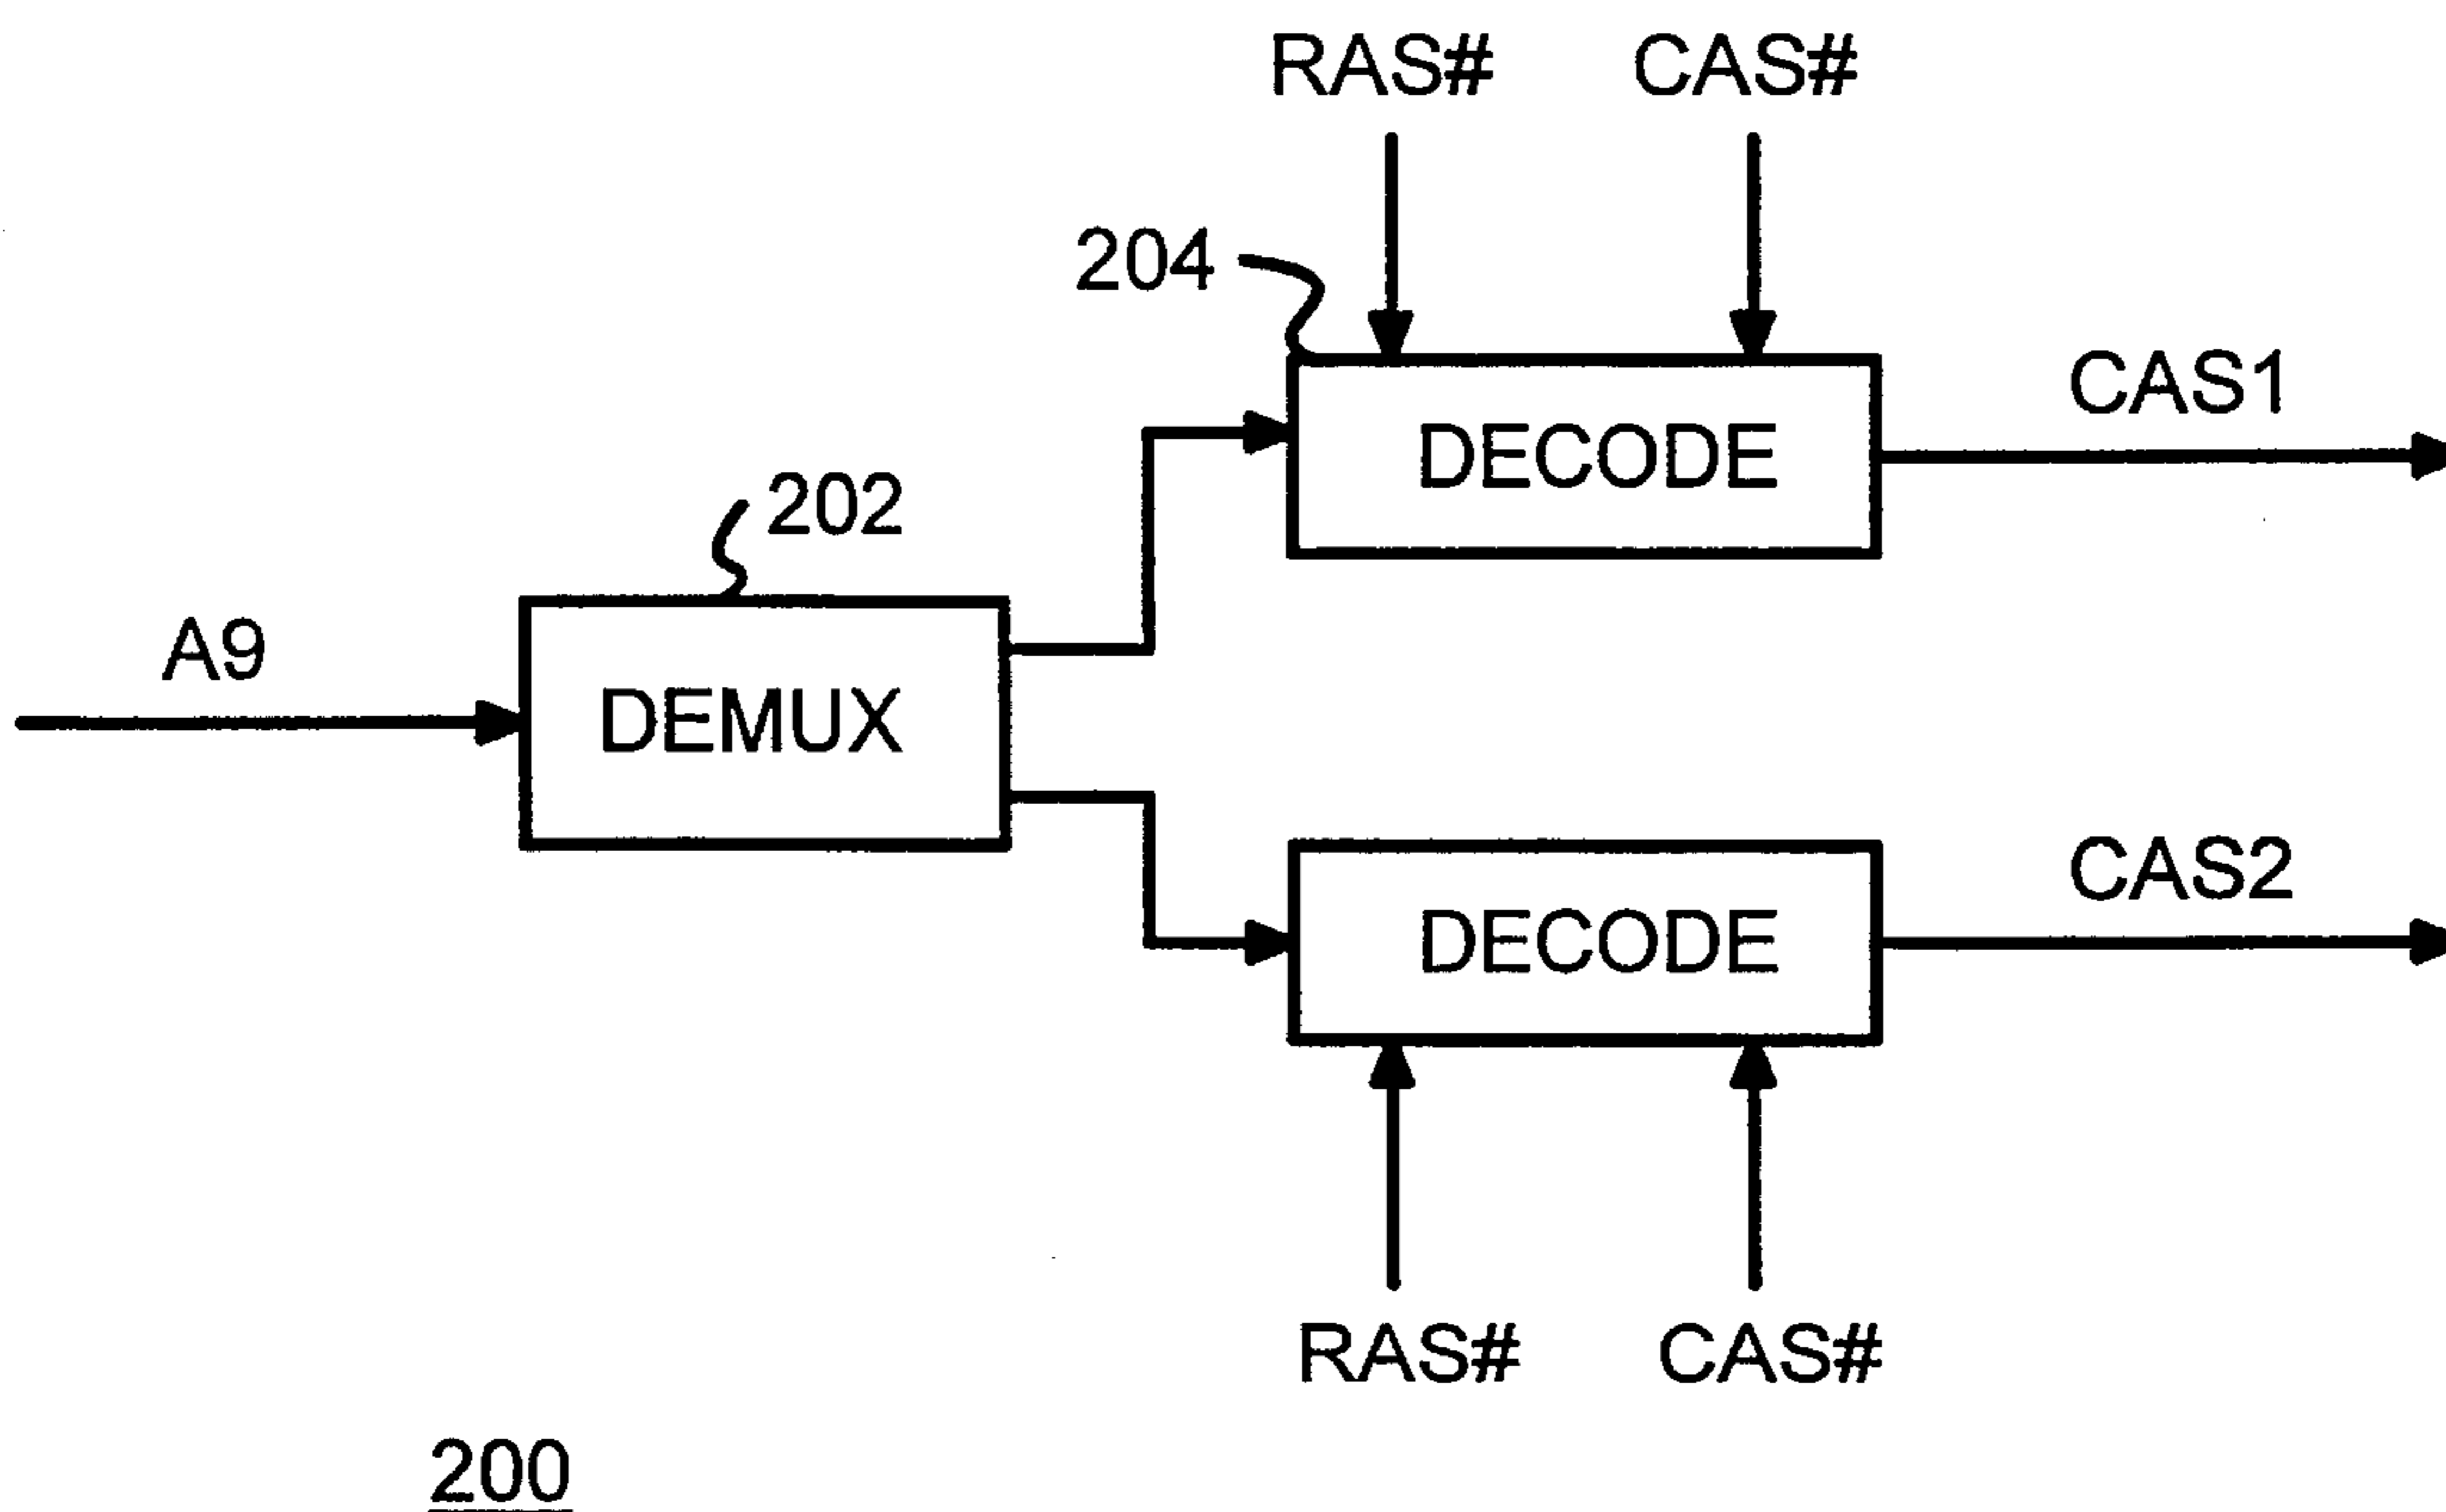 RAS# CAS#
204
DECODE
CAS1
202
A9
DEMUX
DECODE
CAS2
RAS# CAS#
200